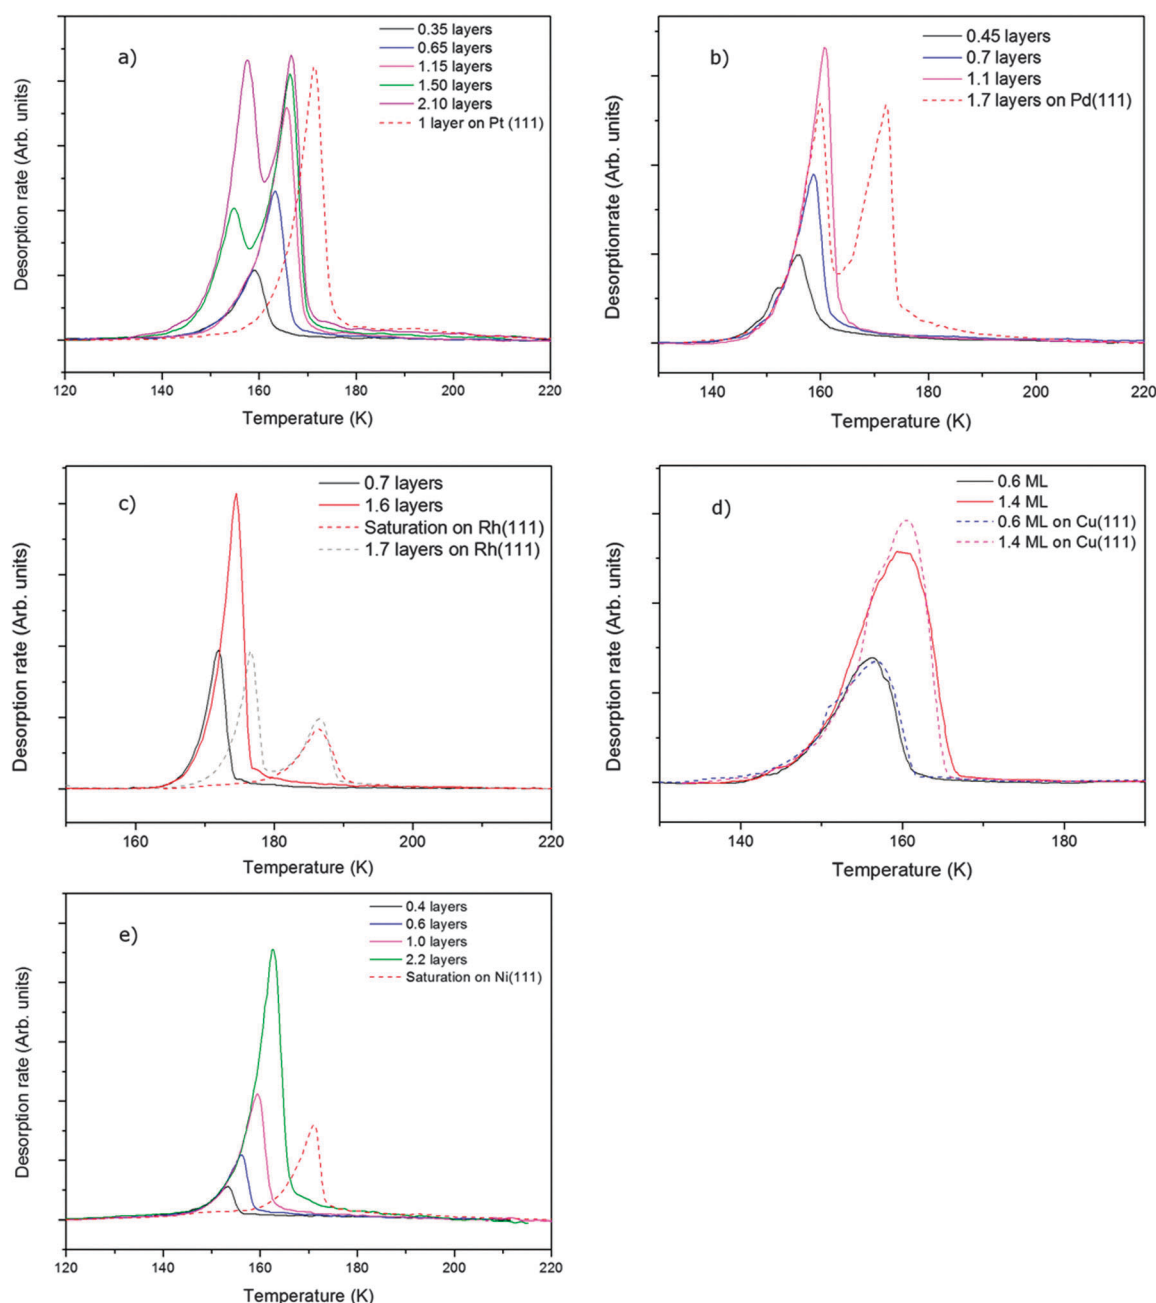 a)
0.35 layers
0.65 layers
1.15 layers
1.50 layers
2.10 layers
1 layer on Pt (111)
Desorption rate (Arb. units)
120 140 160 180 200 220
Temperature (K)
b)
0.45 layers
0.7 layers
1.1 layers
1.7 layers on Pd(111)
Desorptionrate (Arb. units)
140 160 180 200 220
Temperature (K)
c)
0.7 layers
1.6 layers
Saturation on Rh(111)
1.7 layers on Rh(111)
Desorption rate (Arb. units)
160 180 200 220
Temperature (K)
d)
0.6 ML
1.4 ML
0.6 ML on Cu(111)
1.4 ML on Cu(111)
Desorption rate (Arb. units)
140 160 180
Temperature (K)
e)
0.4 layers
0.6 layers
1.0 layers
2.2 layers
Saturation on Ni(111)
Desorption rate (Arb. units)
120 140 160 180 200 220
Temperature (K)